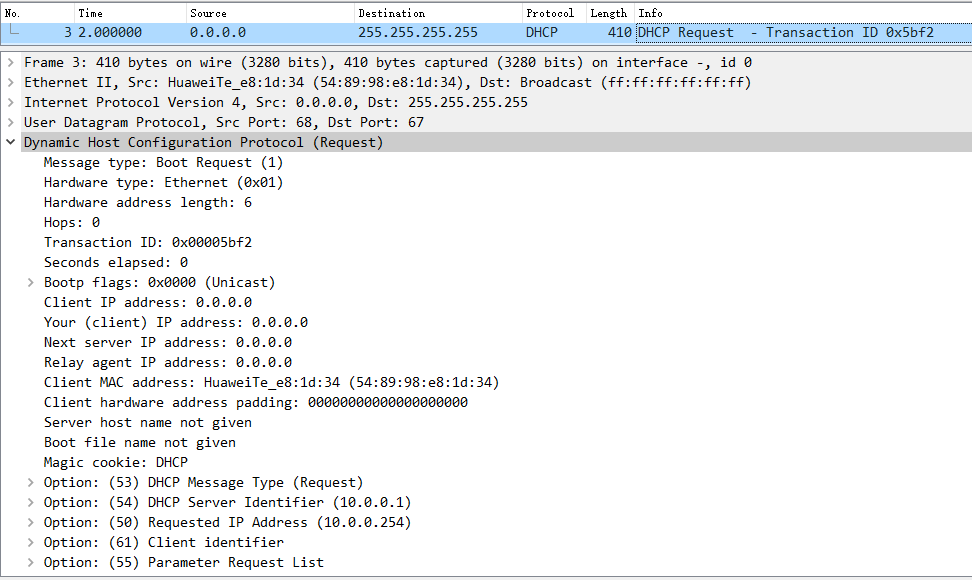 No. Time Source Destination Protocol Length Info
3 2.000000 0.0.0.0 255.255.255.255 DHCP 410 DHCP Request  - Transaction ID 0x5bf2
Frame 3: 410 bytes on wire (3280 bits), 410 bytes captured (3280 bits) on interface -, id 0
Ethernet II, Src: HuaweiTe_e8:1d:34 (54:89:98:e8:1d:34), Dst: Broadcast (ff:ff:ff:ff:ff:ff)
Internet Protocol Version 4, Src: 0.0.0.0, Dst: 255.255.255.255
User Datagram Protocol, Src Port: 68, Dst Port: 67
Dynamic Host Configuration Protocol (Request)
Message type: Boot Request (1)
Hardware type: Ethernet (0x01)
Hardware address length: 6
Hops: 0
Transaction ID: 0x00005bf2
Seconds elapsed: 0
Bootp flags: 0x0000 (Unicast)
Client IP address: 0.0.0.0
Your (client) IP address: 0.0.0.0
Next server IP address: 0.0.0.0
Relay agent IP address: 0.0.0.0
Client MAC address: HuaweiTe_e8:1d:34 (54:89:98:e8:1d:34)
Client hardware address padding: 00000000000000000000
Server host name not given
Boot file name not given
Magic cookie: DHCP
Option: (53) DHCP Message Type (Request)
Option: (54) DHCP Server Identifier (10.0.0.1)
Option: (50) Requested IP Address (10.0.0.254)
Option: (61) Client identifier
Option: (55) Parameter Request List